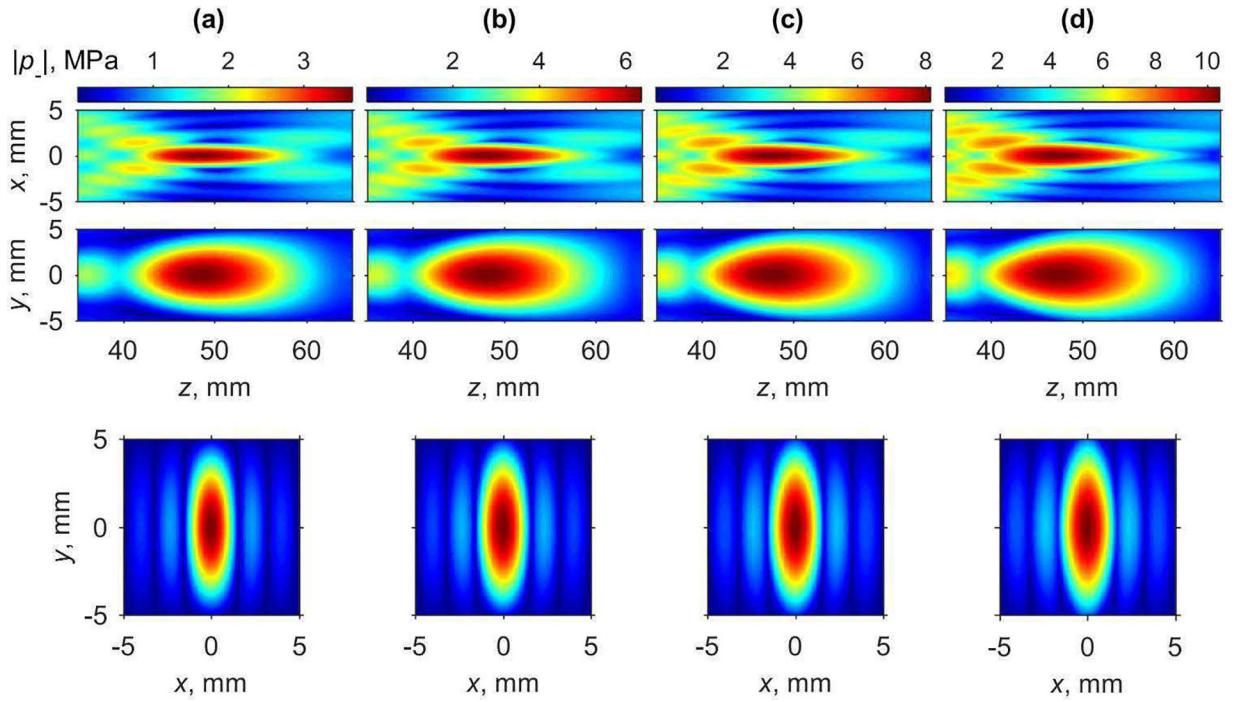 (a) (b) (c) (d)
|p_|, MPa 1 2 3 2 4 6 2 4 6 8 2 4 6 8 10
5
x, mm
0
-5
5
y, mm
0
-5
40 50 60 40 50 60 40 50 60 40 50 60
z, mm z, mm z, mm z, mm
5
y, mm
0
-5
-5 0 5 -5 0 5 -5 0 5 -5 0 5
x, mm x, mm x, mm x, mm